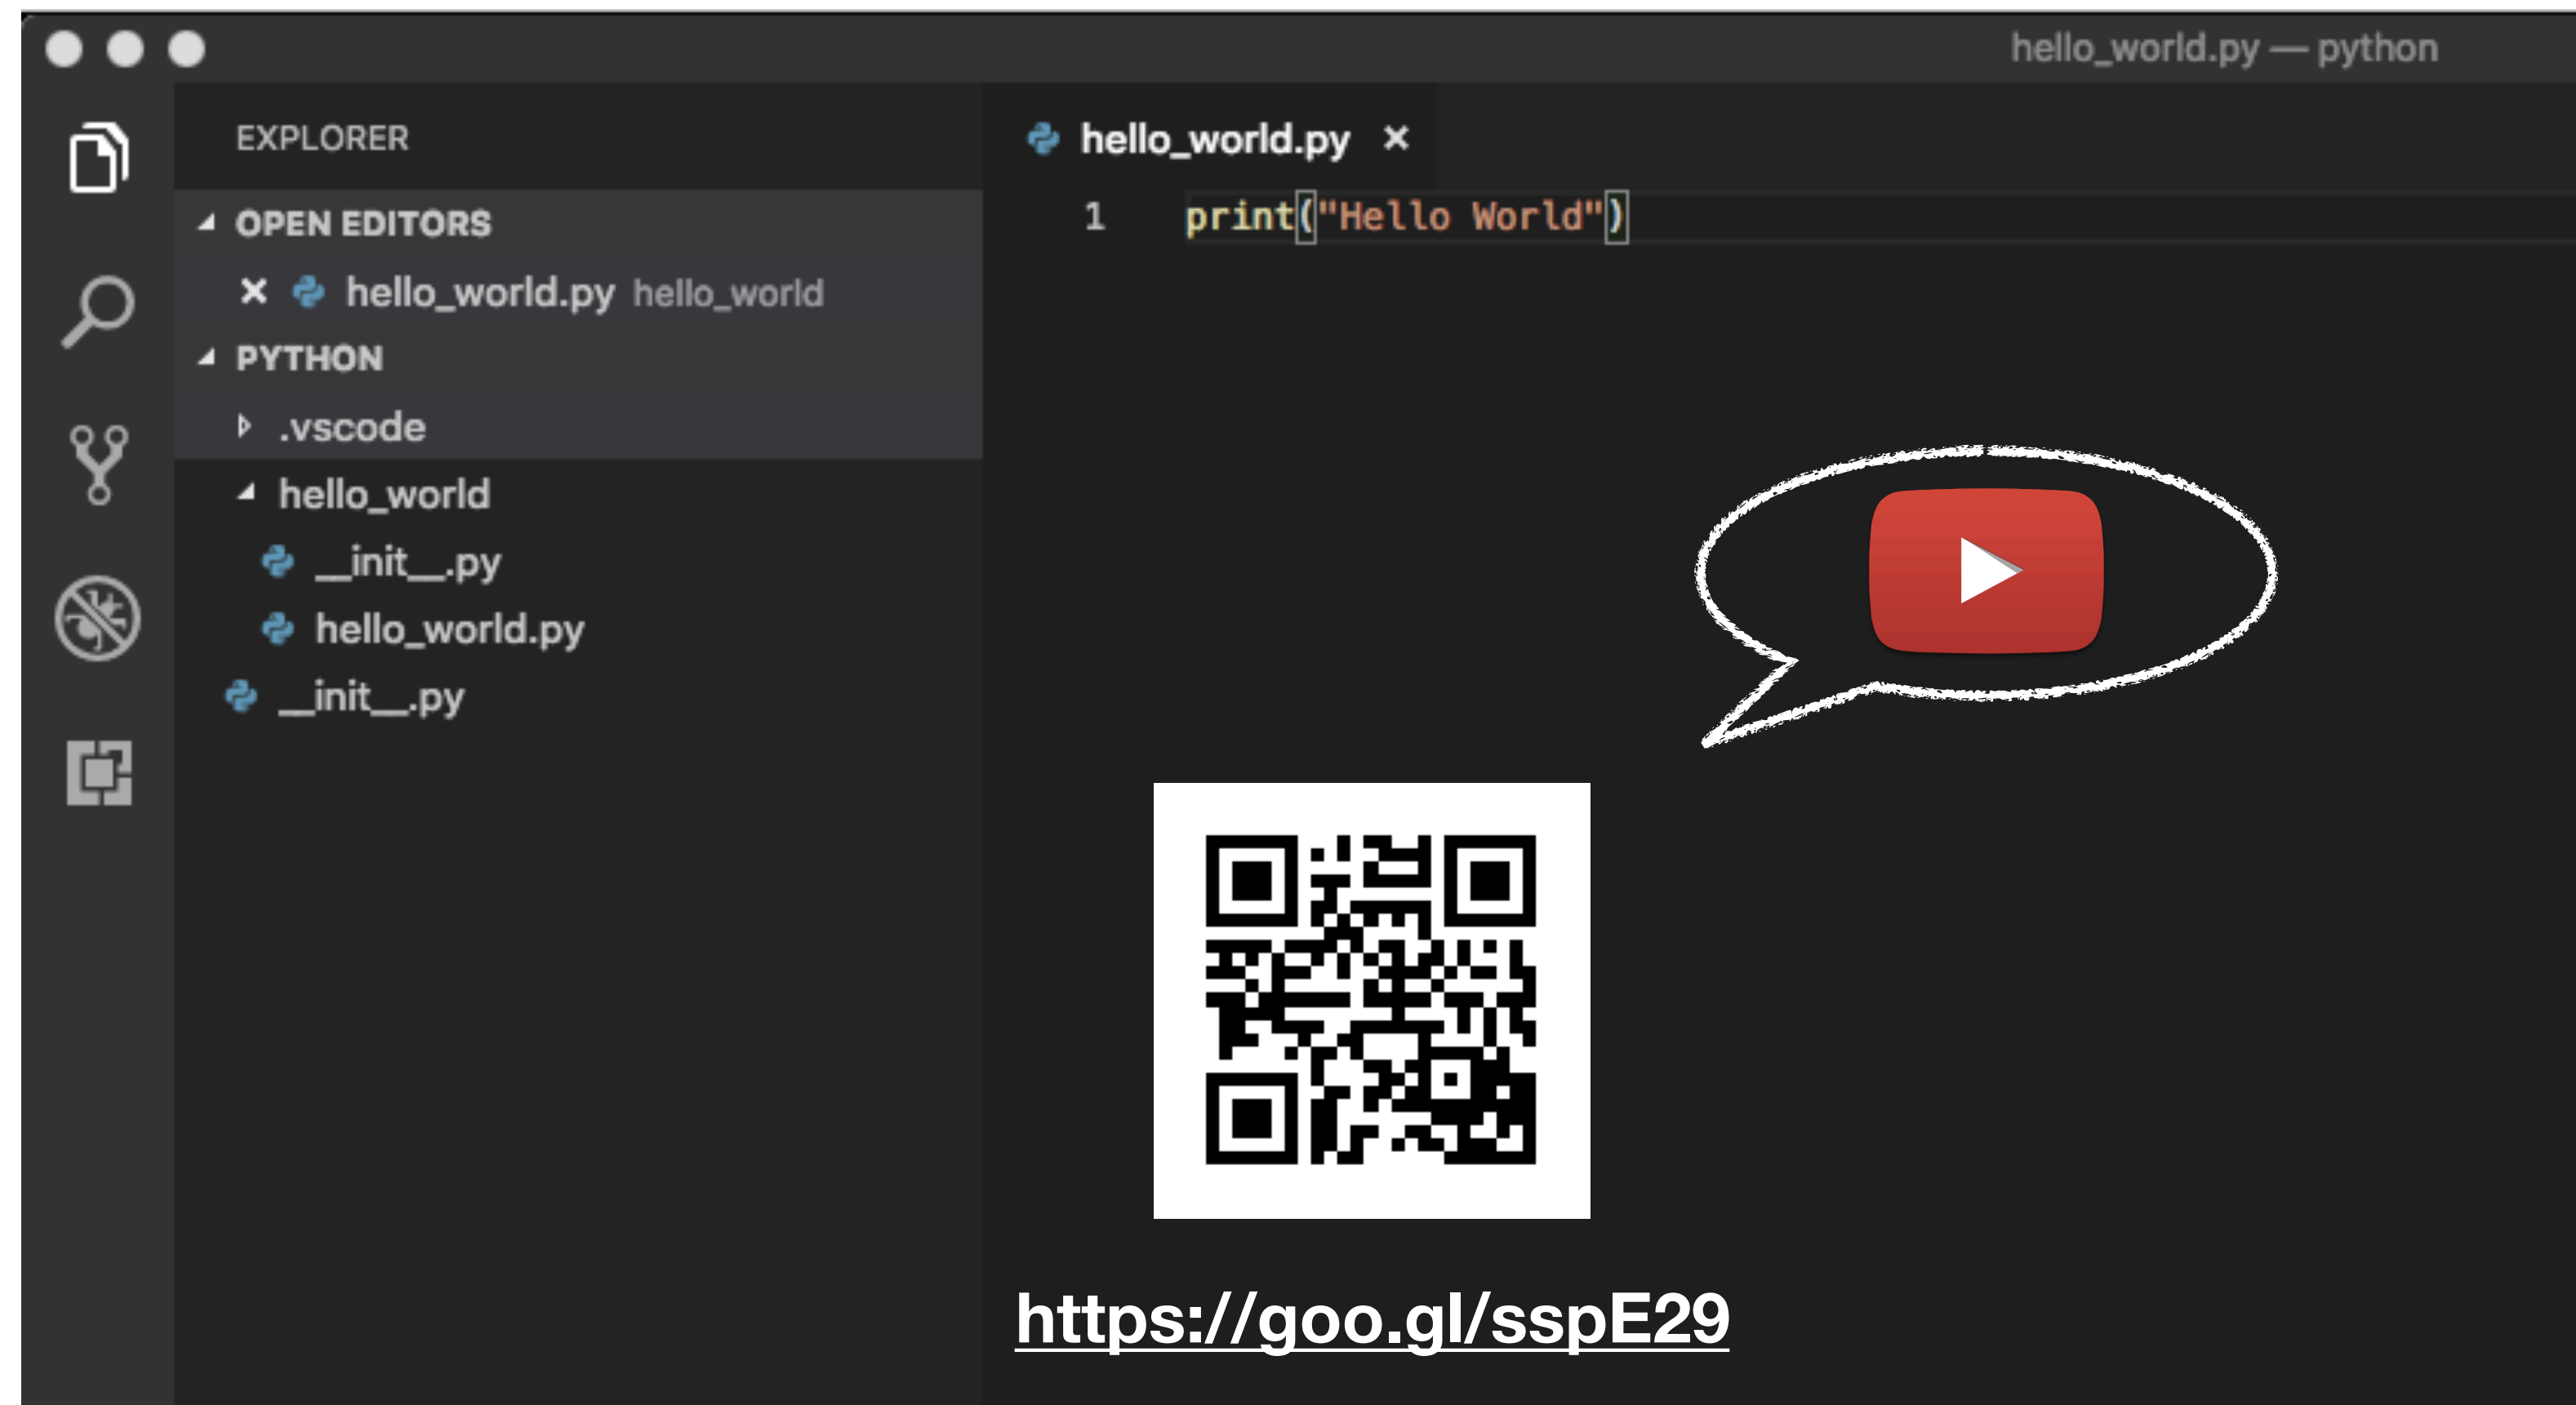 hello_world.py — python
EXPLORER
OPEN EDITORS
hello_world.py hello_world
PYTHON
.vscode
hello_world
__init__.py
hello_world.py
__init__.py
hello_world.py
1 print("Hello World")
https://goo.gl/sspE29